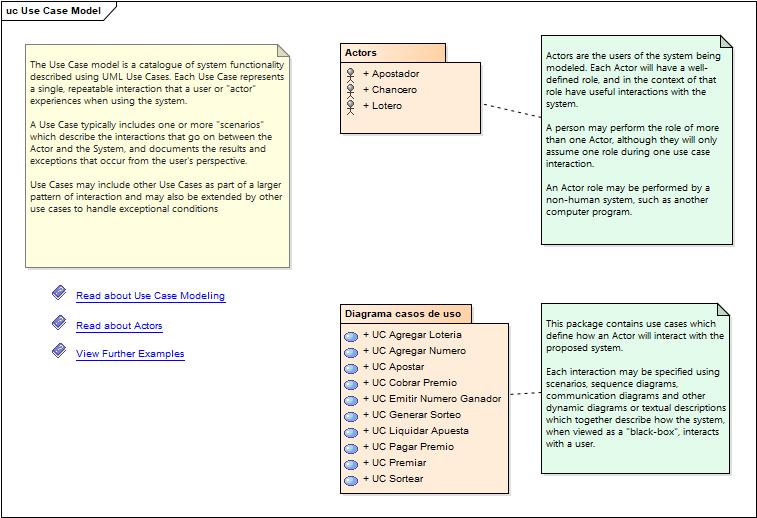 uc Use Case Model
The Use Case model is a catalogue of system functionality
described using UML Use Cases. Each Use Case represents
a single, repeatable interaction that a user or "actor"
experiences when using the system.
A Use Case typically includes one or more "scenarios"
which describe the interactions that go on between the
Actor and the System, and documents the results and
exceptions that occur from the user's perspective.
Use Cases may include other Use Cases as part of a larger
pattern of interaction and may also be extended by other
use cases to handle exceptional conditions
Read about Use Case Modeling
Read about Actors
View Further Examples
Actors
+ Apostador
+ Chancero
+ Lotero
Actors are the users of the system being
modeled. Each Actor will have a well-
defined role, and in the context of that
role have useful interactions with the
system.
A person may perform the role of more
than one Actor, although they will only
assume one role during one use case
interaction.
An Actor role may be performed by a
non-human system, such as another
computer program.
Diagrama casos de uso
+ UC Agregar Loteria
+ UC Agregar Numero
+ UC Apostar
+ UC Cobrar Premio
+ UC Emitir Numero Ganador
+ UC Generar Sorteo
+ UC Liquidar Apuesta
+ UC Pagar Premio
+ UC Premiar
+ UC Sortear
This package contains use cases which
define how an Actor will interact with the
proposed system.
Each interaction may be specified using
scenarios, sequence diagrams,
communication diagrams and other
dynamic diagrams or textual descriptions
which together describe how the system,
when viewed as a "black-box", interacts
with a user.